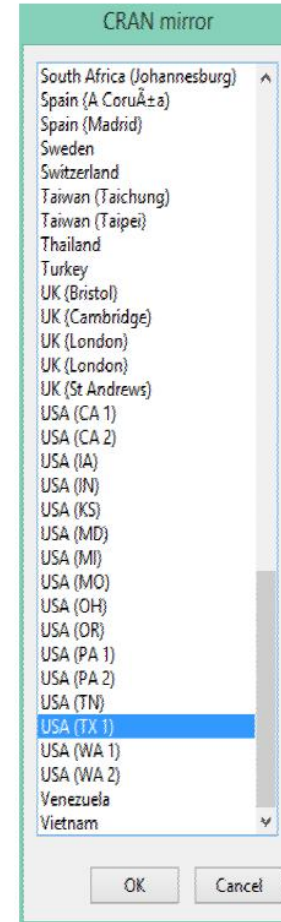 CRAN mirror
South Africa (Johannesburg)
Spain (A CoruÃ±a)
Spain (Madrid)
Sweden
Switzerland
Taiwan (Taichung)
Taiwan (Taipei)
Thailand
Turkey
UK (Bristol)
UK (Cambridge)
UK (London)
UK (London)
UK (St Andrews)
USA (CA 1)
USA (CA 2)
USA (IA)
USA (IN)
USA (KS)
USA (MD)
USA (MI)
USA (MO)
USA (OH)
USA (OR)
USA (PA 1)
USA (PA 2)
USA (TN)
USA (TX 1)
USA (WA 1)
USA (WA 2)
Venezuela
Vietnam
OK Cancel